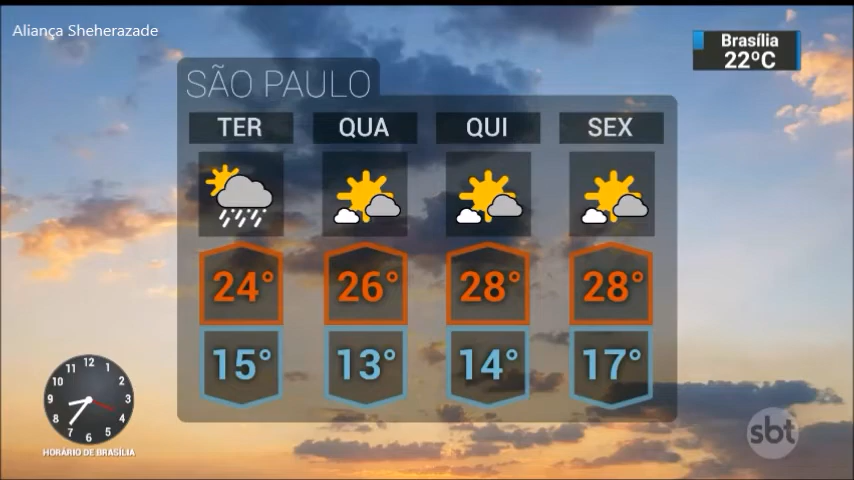 Aliança Sheherazade
Brasília
22ºC
SÃO PAULO
TER QUA QUI SEX
24° 26° 28° 28°
15° 13° 14° 17°
12
11 1
10 2
9 3
8 4
7 5
6
HORÁRIO DE BRASÍLIA
sbt